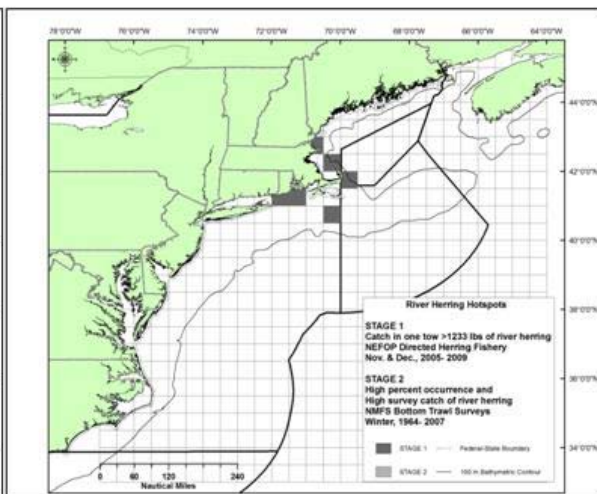 78°0'0"W 76°0'0"W 74°0'0"W 72°0'0"W 70°0'0"W 68°0'0"W 66°0'0"W 64°0'0"W
44°0'0"N
42°0'0"N
40°0'0"N
38°0'0"N
36°0'0"N
34°0'0"N
River Herring Hotspots
STAGE 1
Catch in one tow >1233 lbs of river herring
NEFOP Directed Herring Fishery
Nov. & Dec., 2005- 2009
STAGE 2
High percent occurrence and
High survey catch of river herring
NMFS Bottom Trawl Surveys
Winter, 1964- 2007
STAGE 1 Federal-State Boundary
STAGE 2 100 m Bathymetric Contour
0 30 60 120 180 240
Nautical Miles